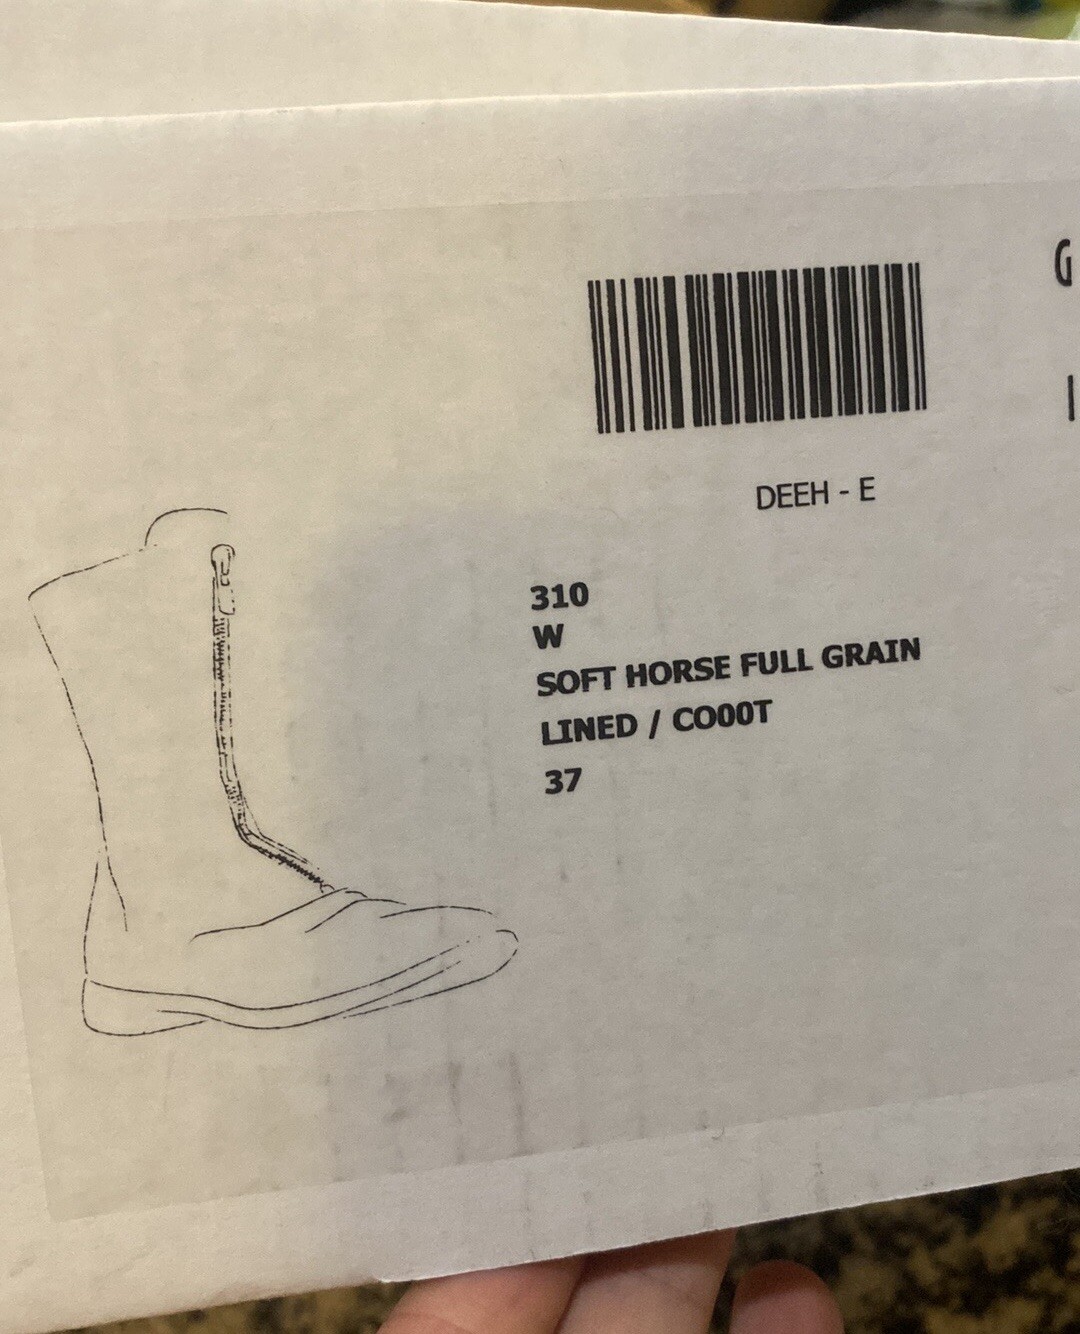 G
I
DEEH - E
310
W
SOFT HORSE FULL GRAIN
LINED / CO00T
37